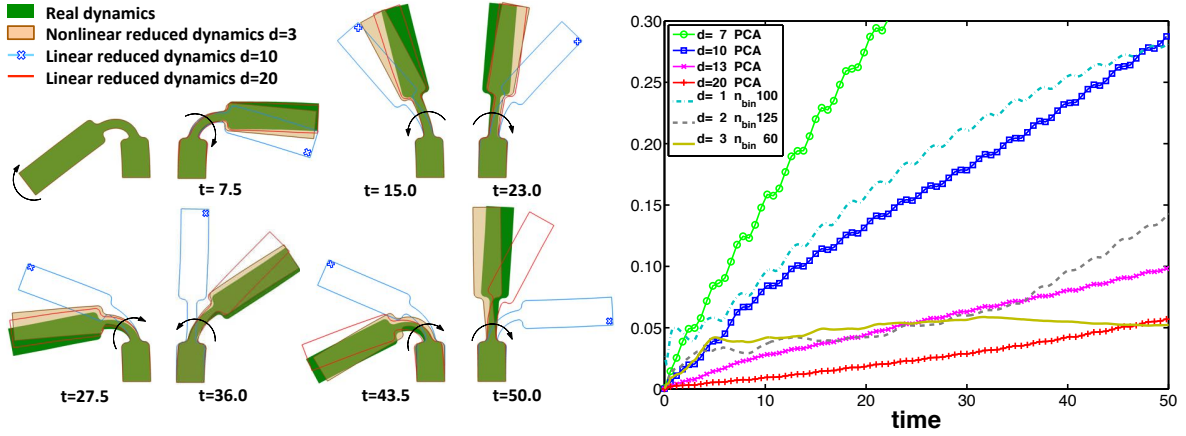 Real dynamics
Nonlinear reduced dynamics d=3
Linear reduced dynamics d=10
Linear reduced dynamics d=20
t= 7.5
t= 15.0
t=23.0
t=27.5
t=36.0
t=43.5
t=50.0
0.30
0.25
0.20
0.15
0.10
0.05
0
d= 7 PCA
d=10 PCA
d=13 PCA
d=20 PCA
d= 1 n_bin 100
d= 2 n_bin 125
d= 3 n_bin 60
0 10 20 30 40 50
time